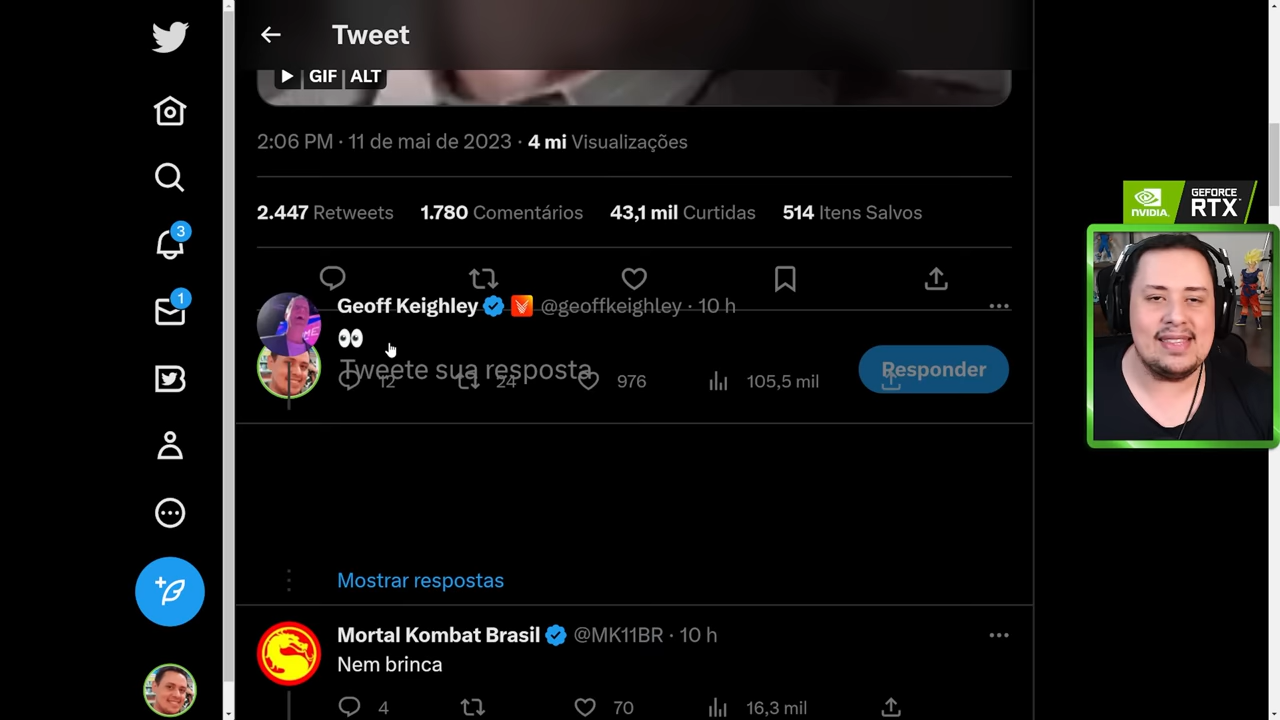 Tweet
GIF ALT
2:06 PM · 11 de mai de 2023 · 4 mi Visualizações
2.447 Retweets 1.780 Comentários 43,1 mil Curtidas 514 Itens Salvos
3
1
Geoff Keighley @geoffkeighley · 10 h
👀
Tweete sua resposta
Responder
12 24 976 105,5 mil
Mostrar respostas
Mortal Kombat Brasil @MK11BR · 10 h
Nem brinca
4 70 16,3 mil
NVIDIA. GEFORCE
RTX